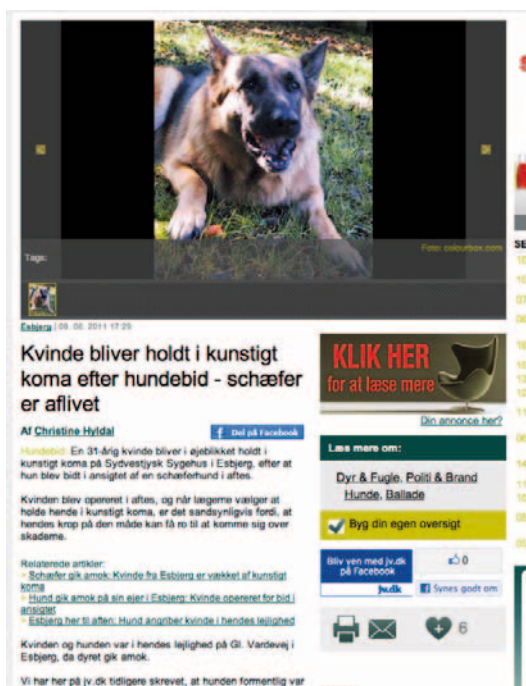 Foto: colourbox.com
Tags:
Esbjerg | 09. 06. 2011 17:29
Kvinde bliver holdt i kunstigt
koma efter hundebid - schæfer
er aflivet
Af Christine Hyldal
Del på Facebook
Hundebid: En 31-årig kvinde bliver i øjeblikket holdt i
kunstigt koma på Sydvestjysk Sygehus i Esbjerg, efter at
hun blev bidt i ansigtet af en schæferhund i aftes.
Kvinden blev opereret i aftes, og når lægerne vælger at
holde hende i kunstigt koma, er det sandsynligvis fordi, at
hendes krop på den måde kan få ro til at komme sig over
skaderne.
Relaterede artikler:
> Schæfer gik amok: Kvinde fra Esbjerg er vækket af kunstigt
koma
> Hund gik amok på sin ejer i Esbjerg: Kvinde opereret for bid i
ansigtet
> Esbjerg her til aften: Hund angriber kvinde i hendes lejlighed
Kvinden og hunden var i hendes lejlighed på Gl. Vardevej i
Esbjerg, da dyret gik amok.
Vi har her på jv.dk tidligere skrevet, at hunden formentlig var
KLIK HER
for at læse mere
Din annonce her?
Læs mere om:
Dyr & Fugle, Politi & Brand
Hunde, Ballade
Byg din egen oversigt
Bliv ven med jv.dk
på Facebook
jv.dk
0
Synes godt om
6